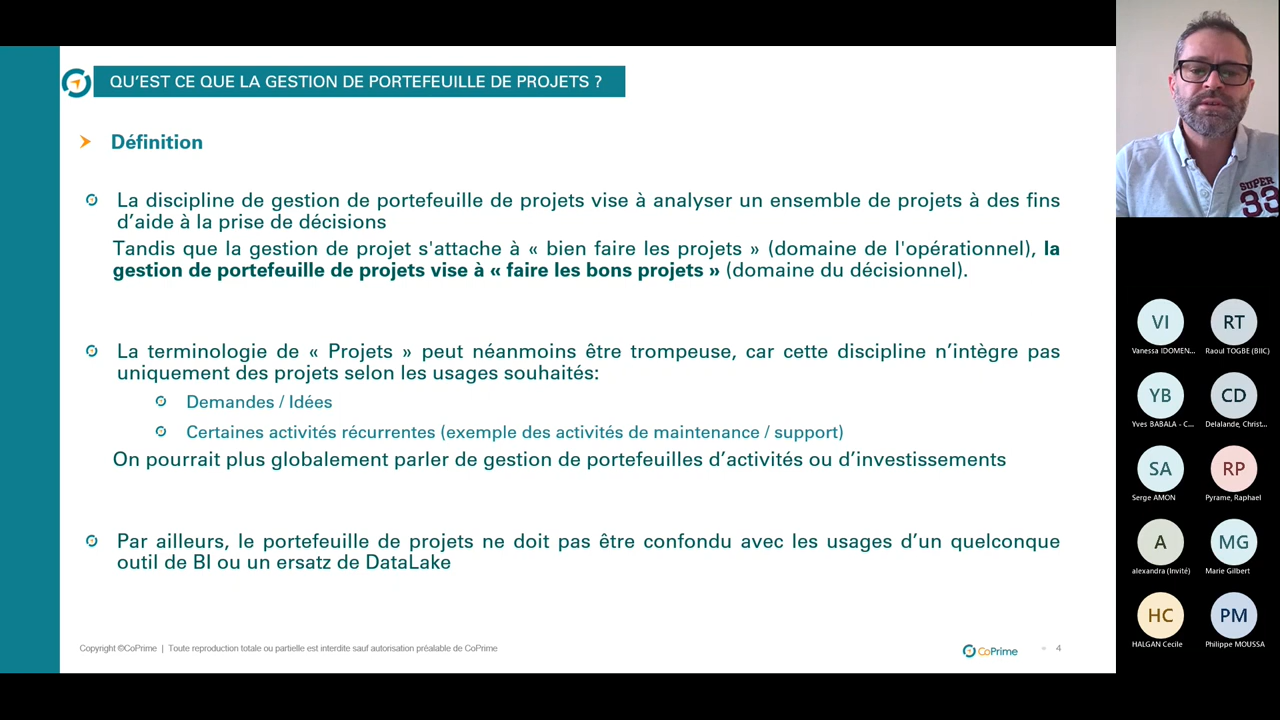 QU'EST CE QUE LA GESTION DE PORTEFEUILLE DE PROJETS ?
Définition
La discipline de gestion de portefeuille de projets vise à analyser un ensemble de projets à des fins
d'aide à la prise de décisions
Tandis que la gestion de projet s'attache à « bien faire les projets » (domaine de l'opérationnel), la
gestion de portefeuille de projets vise à « faire les bons projets » (domaine du décisionnel).
La terminologie de « Projets » peut néanmoins être trompeuse, car cette discipline n'intègre pas
uniquement des projets selon les usages souhaités:
Demandes / Idées
Certaines activités récurrentes (exemple des activités de maintenance / support)
On pourrait plus globalement parler de gestion de portefeuilles d'activités ou d'investissements
Par ailleurs, le portefeuille de projets ne doit pas être confondu avec les usages d'un quelconque
outil de BI ou un ersatz de DataLake
Copyright ©CoPrime | Toute reproduction totale ou partielle est interdite sauf autorisation préalable de CoPrime
CoPrime
4
SUPER
33
VI
RT
Vanessa IDOMEN...
Raoul TOGBE (BIIC)
YB
CD
Yves BABALA - C...
Delalande, Christ...
SA
RP
Serge AMON
Pyrame, Raphael
A
MG
alexandra (Invité)
Marie Gilbert
HC
PM
HALGAN Cecile
Philippe MOUSSA